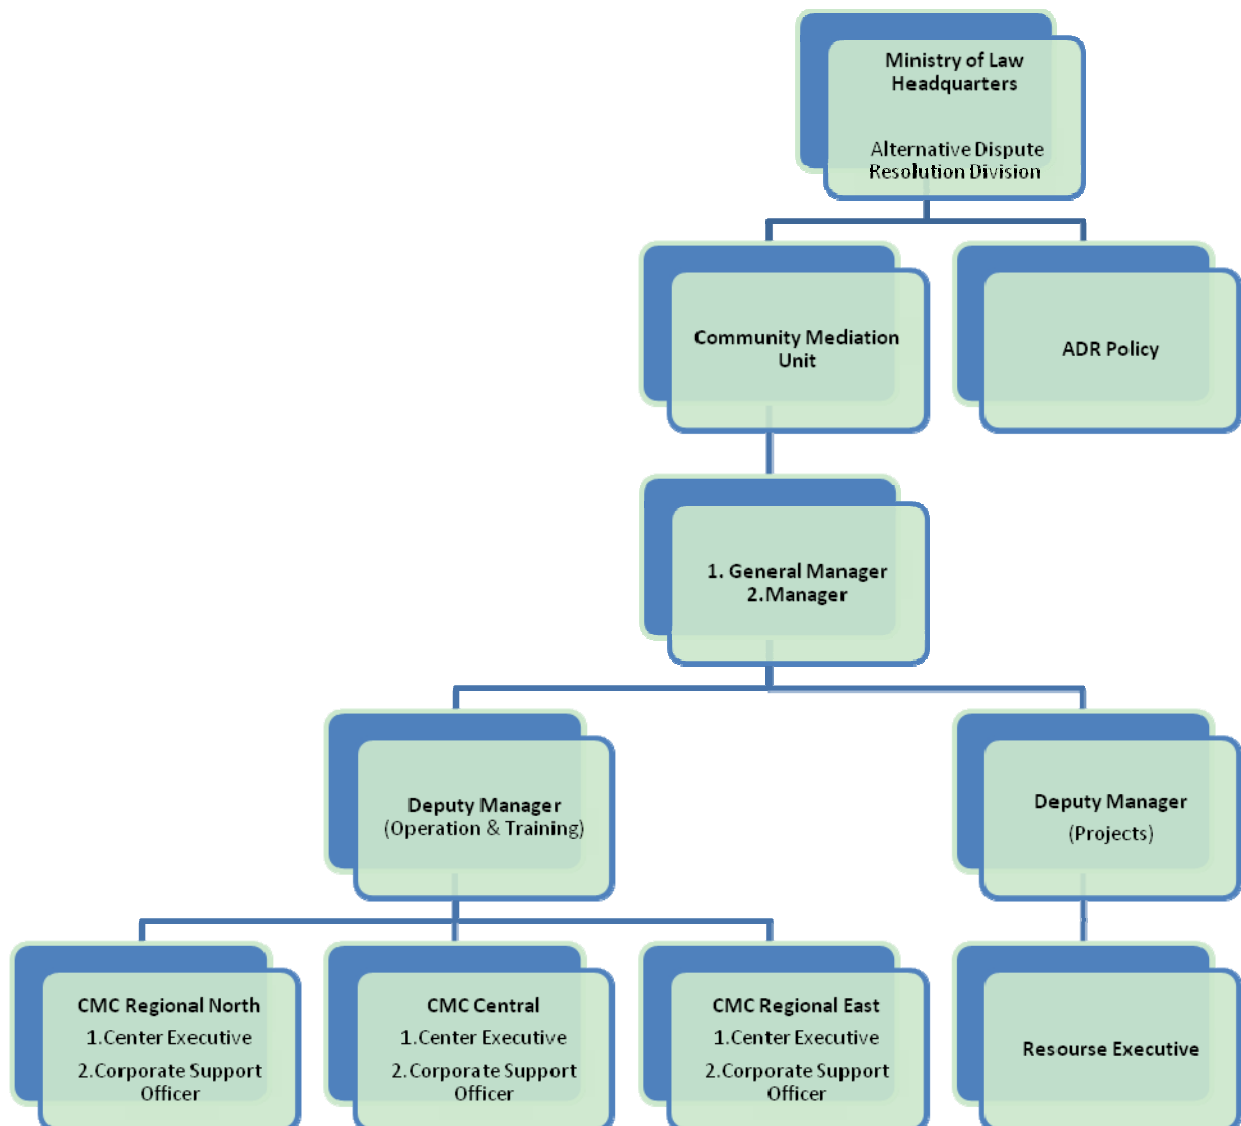 Ministry of Law
Headquarters
Alternative Dispute
Resolution Division
Community Mediation
Unit
ADR Policy
1. General Manager
2.Manager
Deputy Manager
(Operation & Training)
Deputy Manager
(Projects)
CMC Regional North
1.Center Executive
2.Corporate Support
Officer
CMC Central
1.Center Executive
2.Corporate Support
Officer
CMC Regional East
1.Center Executive
2.Corporate Support
Officer
Resourse Executive